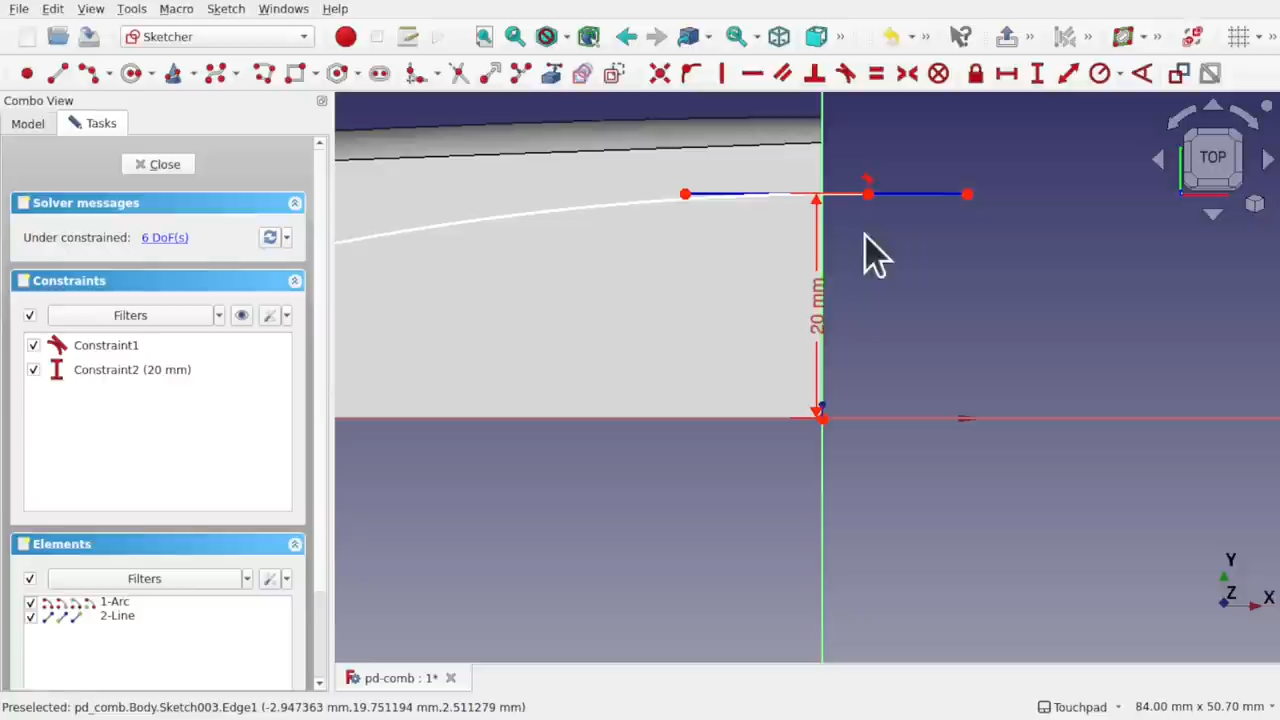 File Edit View Tools Macro Sketch Windows Help
Sketcher
Combo View
Model Tasks
Close
Solver messages
Under constrained: 6 DoF(s)
Constraints
Filters
Constraint1
Constraint2 (20 mm)
Elements
Filters
1-Arc
2-Line
20 mm
TOP
Y
Z X
pd-comb : 1*
Preselected: pd_comb.Body.Sketch003.Edge1 (-2.947363 mm,19.751194 mm,2.511279 mm)
Touchpad 84.00 mm x 50.70 mm